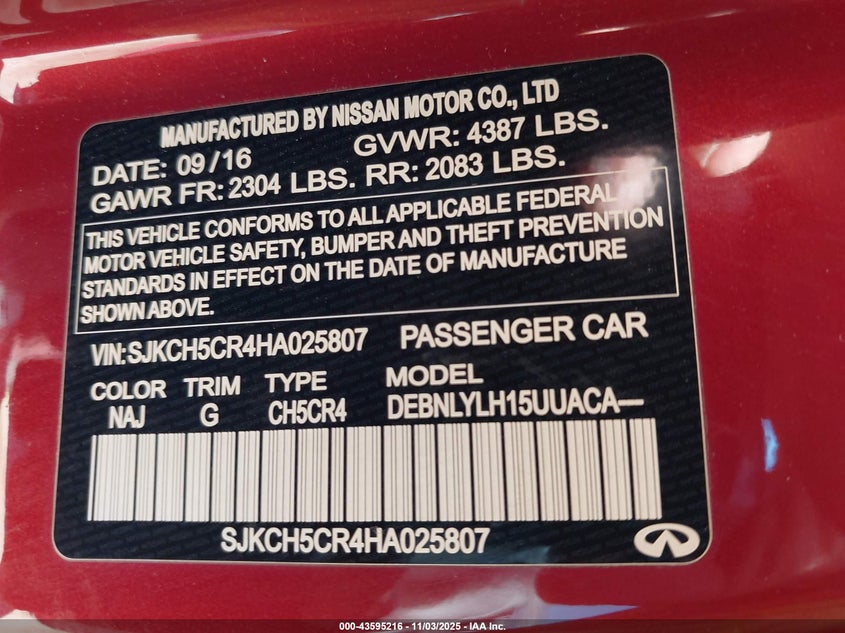 MANUFACTURED BY NISSAN MOTOR CO., LTD
DATE: 09/16 GVWR: 4387 LBS.
GAWR FR: 2304 LBS. RR: 2083 LBS.
THIS VEHICLE CONFORMS TO ALL APPLICABLE FEDERAL
MOTOR VEHICLE SAFETY, BUMPER AND THEFT PREVENTION
STANDARDS IN EFFECT ON THE DATE OF MANUFACTURE
SHOWN ABOVE.
VIN: SJKCH5CR4HA025807 PASSENGER CAR
COLOR TRIM TYPE MODEL
NAJ G CH5CR4 DEBNLYLH15UUACA—
SJKCH5CR4HA025807
000-43595216 - 11/03/2025 - IAA Inc.